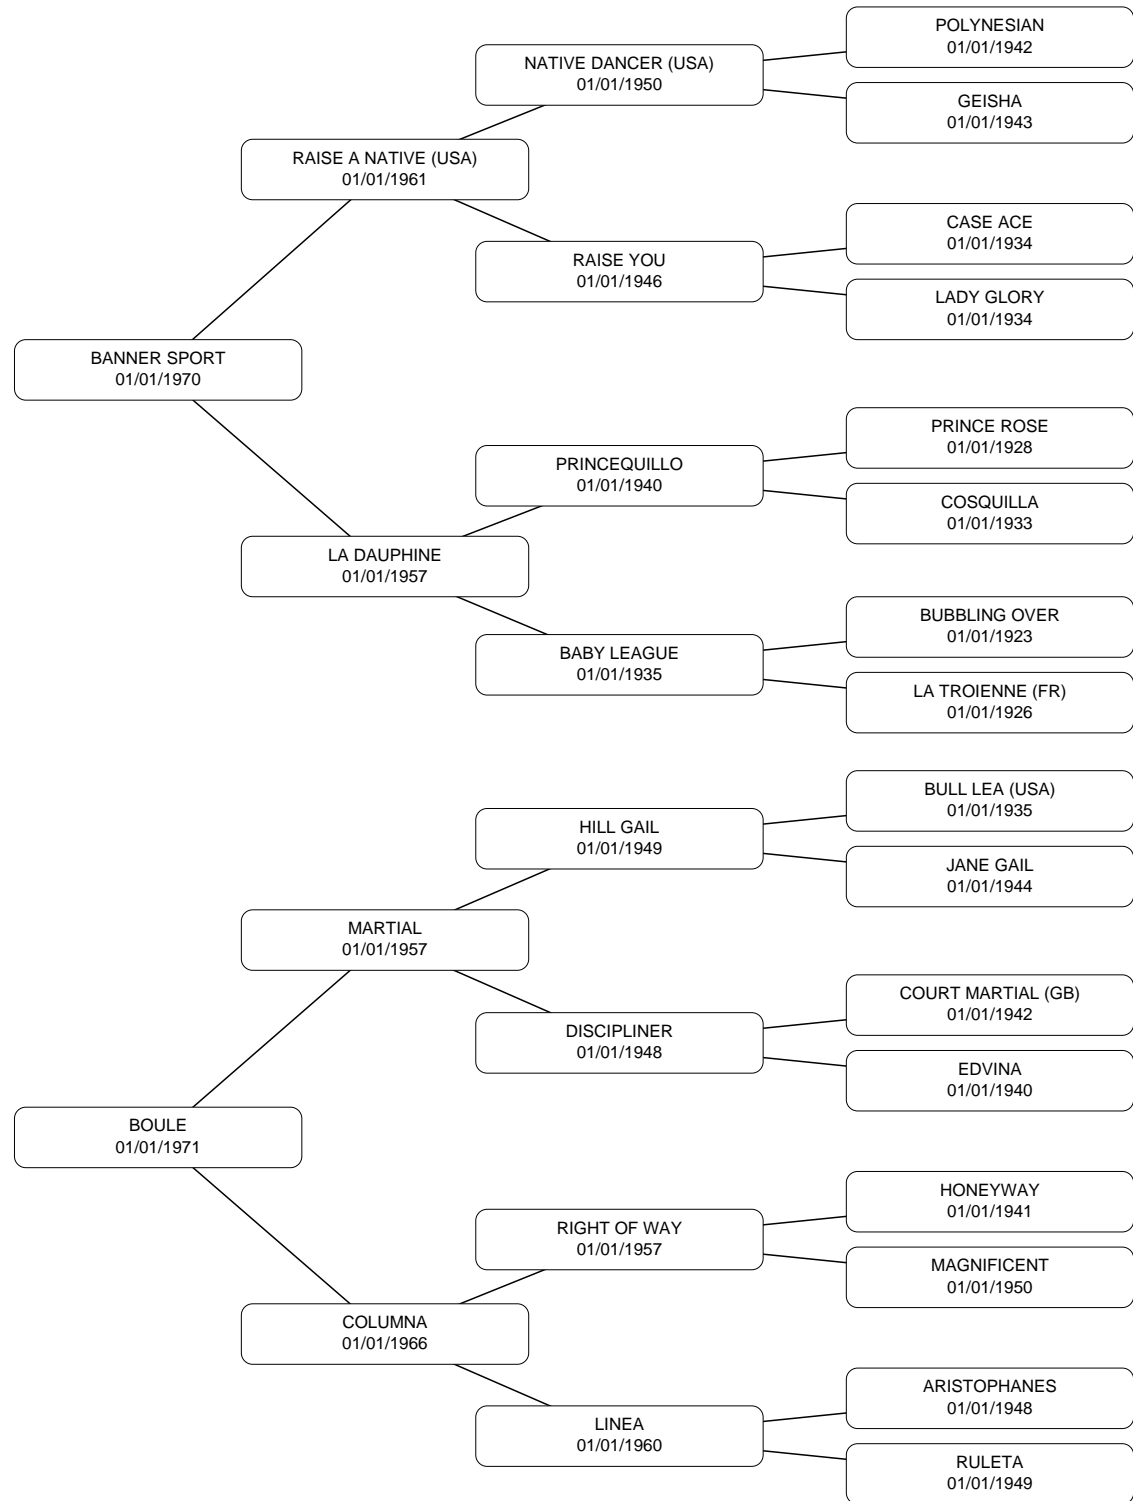 POLYNESIAN
01/01/1942
NATIVE DANCER (USA)
01/01/1950
GEISHA
01/01/1943
RAISE A NATIVE (USA)
01/01/1961
CASE ACE
01/01/1934
RAISE YOU
01/01/1946
LADY GLORY
01/01/1934
BANNER SPORT
01/01/1970
PRINCE ROSE
01/01/1928
PRINCEQUILLO
01/01/1940
COSQUILLA
01/01/1933
LA DAUPHINE
01/01/1957
BUBBLING OVER
01/01/1923
BABY LEAGUE
01/01/1935
LA TROIENNE (FR)
01/01/1926
BULL LEA (USA)
01/01/1935
HILL GAIL
01/01/1949
JANE GAIL
01/01/1944
MARTIAL
01/01/1957
COURT MARTIAL (GB)
01/01/1942
DISCIPLINER
01/01/1948
EDVINA
01/01/1940
BOULE
01/01/1971
HONEYWAY
01/01/1941
RIGHT OF WAY
01/01/1957
MAGNIFICENT
01/01/1950
COLUMNA
01/01/1966
ARISTOPHANES
01/01/1948
LINEA
01/01/1960
RULETA
01/01/1949